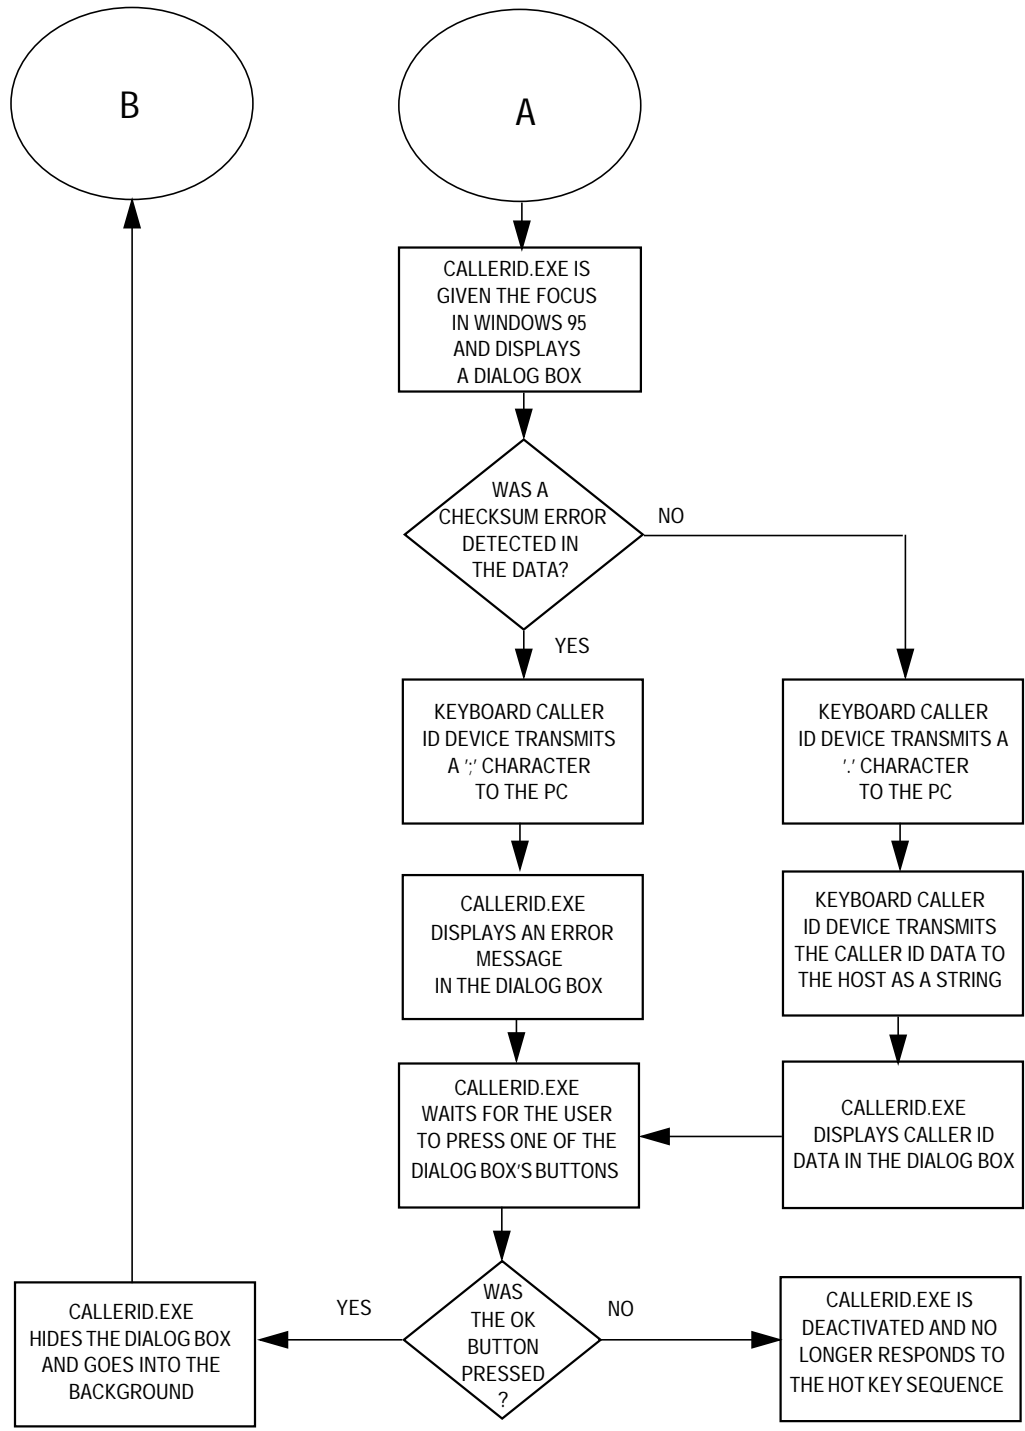 B
A
CALLERID.EXE IS
GIVEN THE FOCUS
IN WINDOWS 95
AND DISPLAYS
A DIALOG BOX
WAS A
CHECKSUM ERROR
DETECTED IN
THE DATA?
NO
YES
KEYBOARD CALLER
ID DEVICE TRANSMITS
A ';' CHARACTER
TO THE PC
KEYBOARD CALLER
ID DEVICE TRANSMITS A
'.' CHARACTER
TO THE PC
CALLERID.EXE
DISPLAYS AN ERROR
MESSAGE
IN THE DIALOG BOX
KEYBOARD CALLER
ID DEVICE TRANSMITS
THE CALLER ID DATA TO
THE HOST AS A STRING
CALLERID.EXE
WAITS FOR THE USER
TO PRESS ONE OF THE
DIALOG BOX'S BUTTONS
CALLERID.EXE
DISPLAYS CALLER ID
DATA IN THE DIALOG BOX
CALLERID.EXE
HIDES THE DIALOG BOX
AND GOES INTO THE
BACKGROUND
YES
WAS
THE OK
BUTTON
PRESSED
?
NO
CALLERID.EXE IS
DEACTIVATED AND NO
LONGER RESPONDS TO
THE HOT KEY SEQUENCE